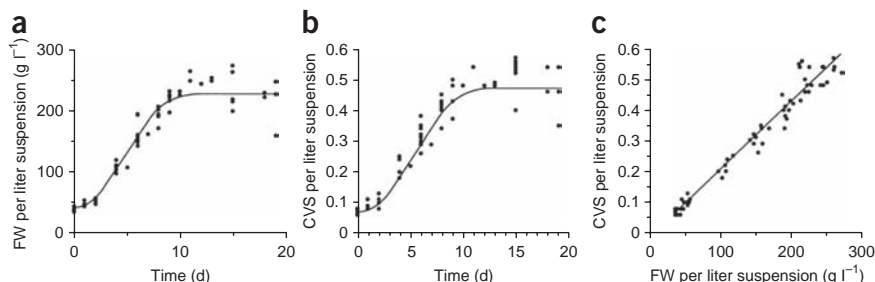 a
FW per liter suspension (g l⁻¹)
300
200
100
0
0 5 10 15 20
Time (d)
b
CVS per liter suspension
0.6
0.5
0.4
0.3
0.2
0.1
0
0 5 10 15 20
Time (d)
c
CVS per liter suspension
0.6
0.5
0.4
0.3
0.2
0.1
0
0 100 200 300
FW per liter suspension (g l⁻¹)